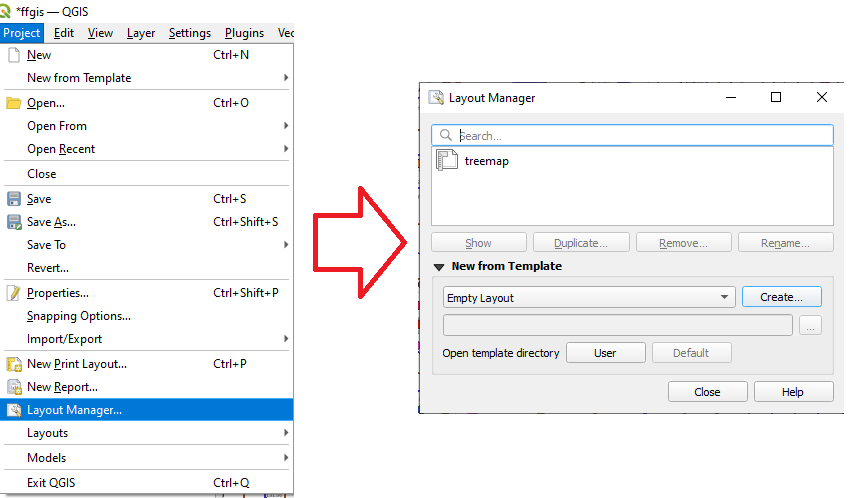 *ffgis — QGIS
Project Edit View Layer Settings Plugins Vec
New Ctrl+N
New from Template
Open... Ctrl+O
Open From
Open Recent
Close
Save Ctrl+S
Save As... Ctrl+Shift+S
Save To
Revert...
Properties... Ctrl+Shift+P
Snapping Options...
Import/Export
New Print Layout... Ctrl+P
New Report...
Layout Manager...
Layouts
Models
Exit QGIS Ctrl+Q
Layout Manager
Search...
treemap
Show Duplicate... Remove... Rename...
New from Template
Empty Layout Create...
...
Open template directory User Default
Close Help